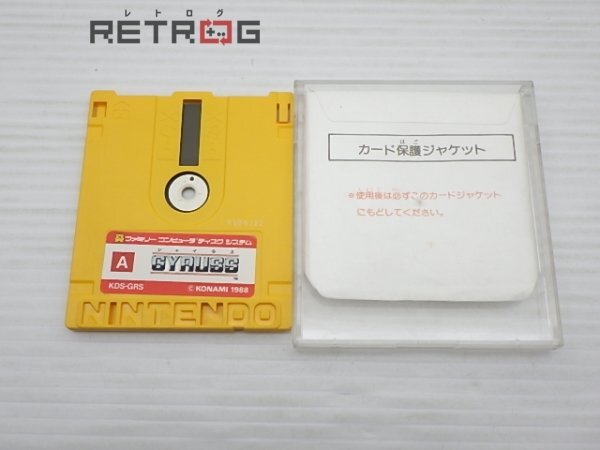 レトログ
RETROG
ファミリー コンピュータ ディスク システム
A
ジャイラス
GYRUSS
KDS-GRS
© KONAMI 1988
NINTENDO
ほご
カード保護ジャケット
※使用後は必ずこのカードジャケット
にもどしてください。